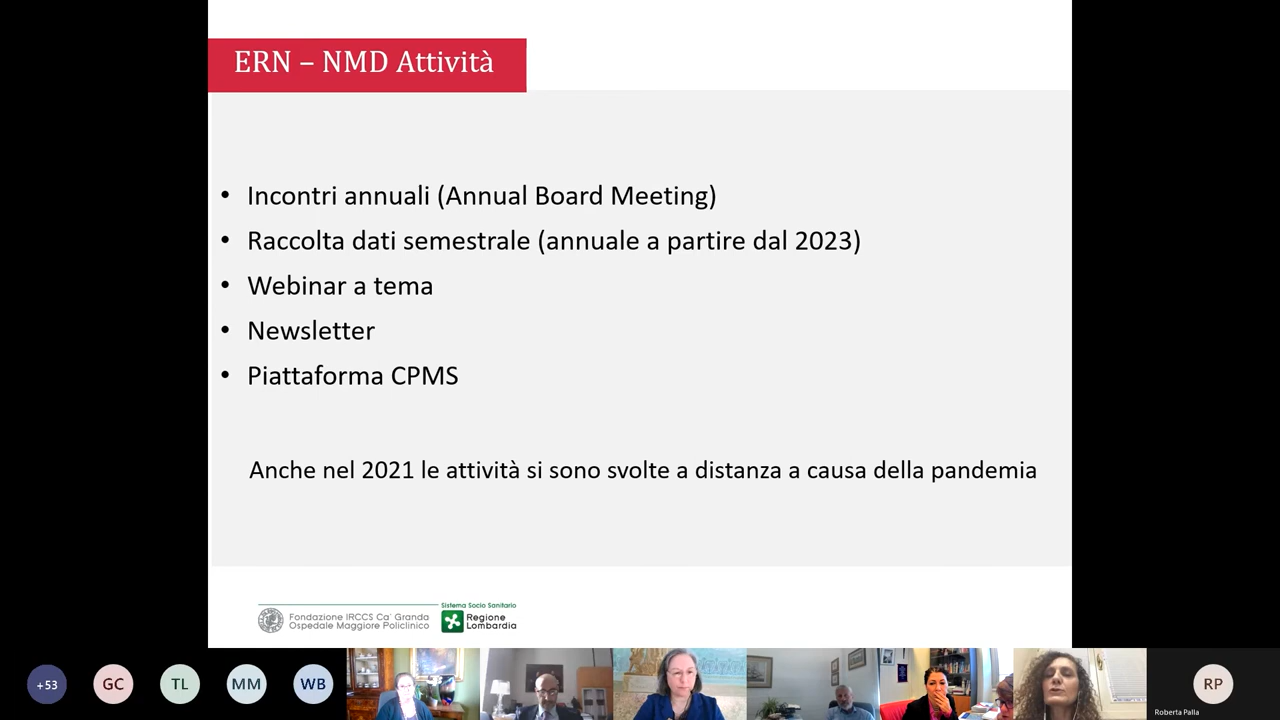 ERN – NMD Attività
• Incontri annuali (Annual Board Meeting)
• Raccolta dati semestrale (annuale a partire dal 2023)
• Webinar a tema
• Newsletter
• Piattaforma CPMS
Anche nel 2021 le attività si sono svolte a distanza a causa della pandemia
Fondazione IRCCS Ca' Granda
Ospedale Maggiore Policlinico
Sistema Socio Sanitario
Regione
Lombardia
+53
GC
TL
MM
WB
RP
Roberta Palla